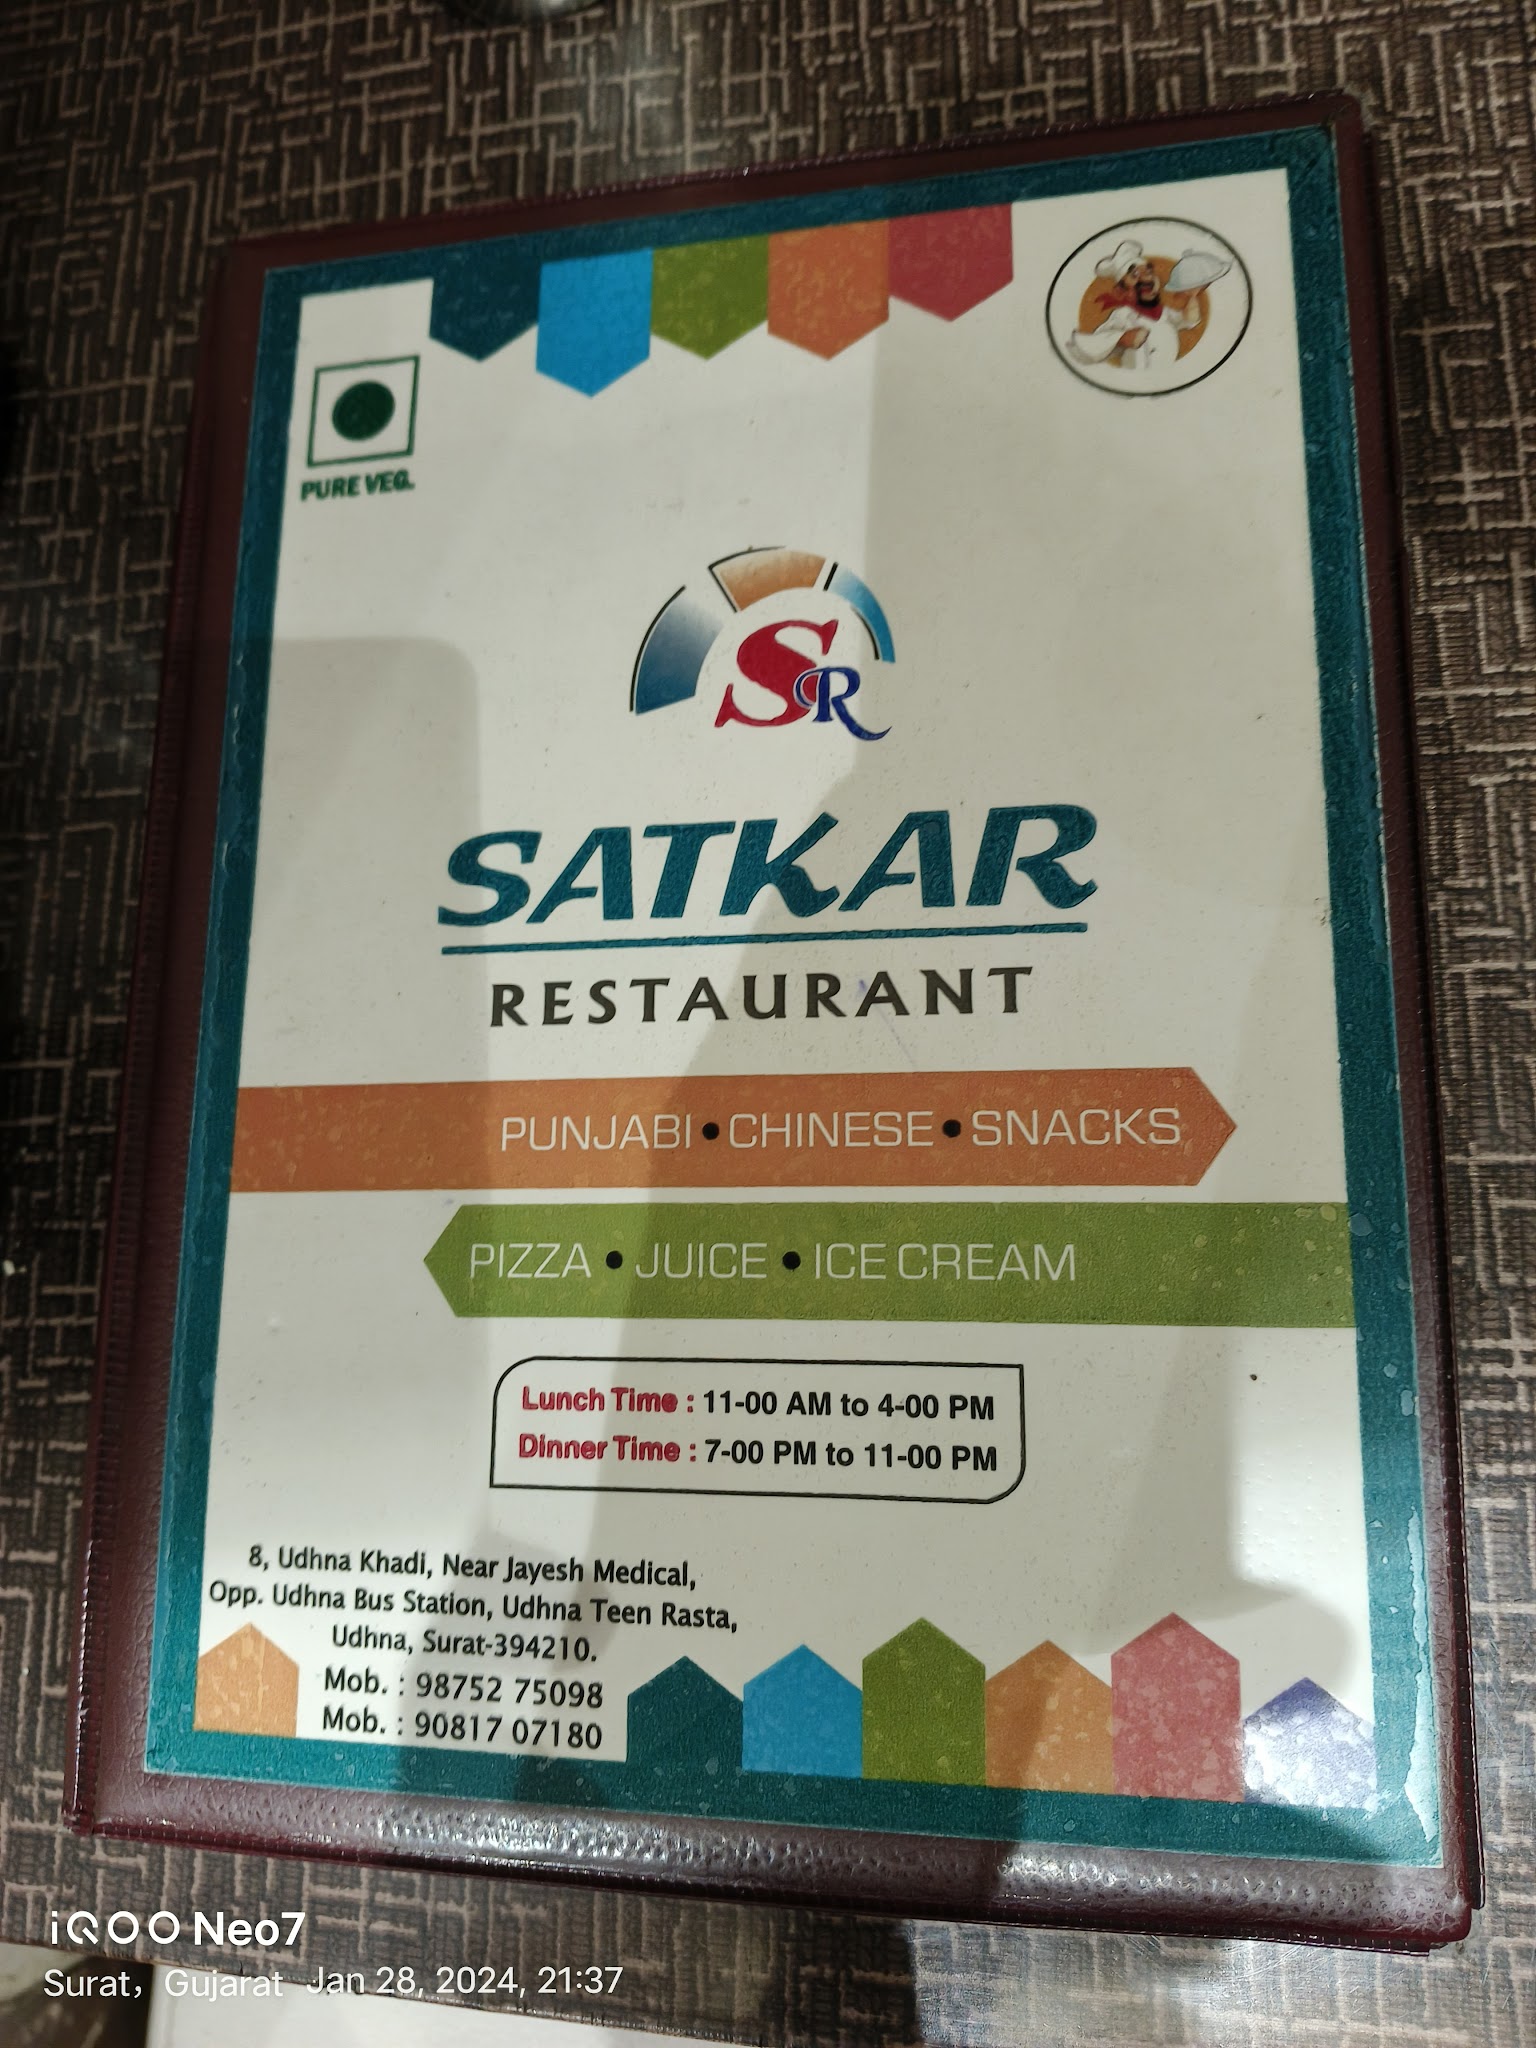 PURE VEG.
SR
SATKAR
RESTAURANT
PUNJABI • CHINESE • SNACKS
PIZZA • JUICE • ICE CREAM
Lunch Time : 11-00 AM to 4-00 PM
Dinner Time : 7-00 PM to 11-00 PM
8, Udhna Khadi, Near Jayesh Medical,
Opp. Udhna Bus Station, Udhna Teen Rasta,
Udhna, Surat-394210.
Mob. : 98752 75098
Mob. : 90817 07180
iQOO Neo7
Surat, Gujarat Jan 28, 2024, 21:37